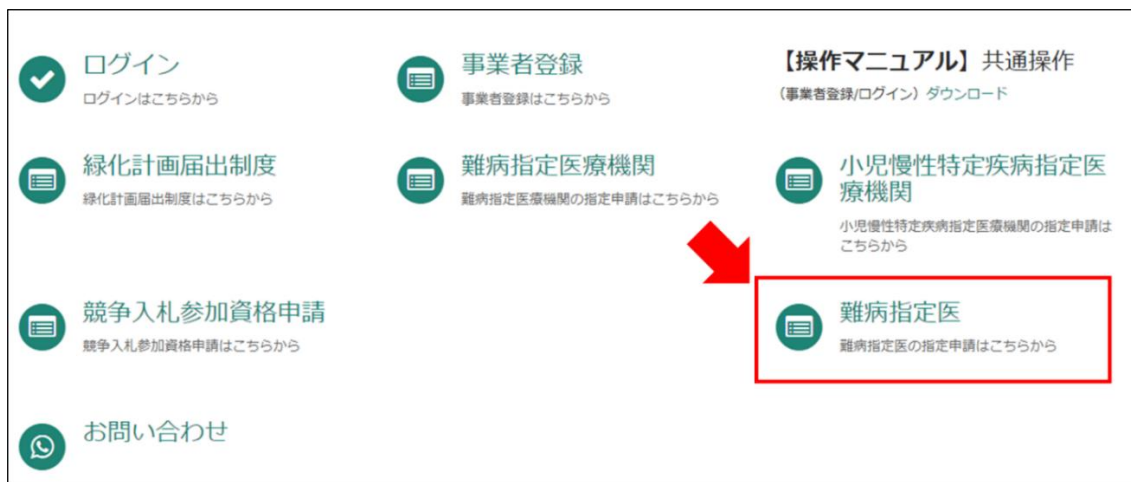 ログイン
ログインはこちらから
事業者登録
事業者登録はこちらから
【操作マニュアル】共通操作
（事業者登録/ログイン）ダウンロード
緑化計画届出制度
緑化計画届出制度はこちらから
難病指定医療機関
難病指定医療機関の指定申請はこちらから
小児慢性特定疾病指定医
療機関
小児慢性特定疾病指定医療機関の指定申請は
こちらから
競争入札参加資格申請
競争入札参加資格申請はこちらから
難病指定医
難病指定医の指定申請はこちらから
お問い合わせ